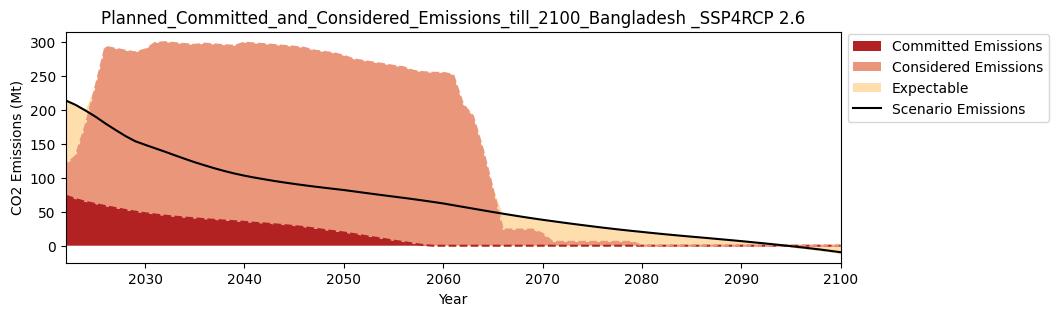 Planned_Committed_and_Considered_Emissions_till_2100_Bangladesh _SSP4RCP 2.6
CO2 Emissions (Mt)
300
250
200
150
100
50
0
2030
2040
2050
2060
2070
2080
2090
2100
Year
Committed Emissions
Considered Emissions
Expectable
Scenario Emissions